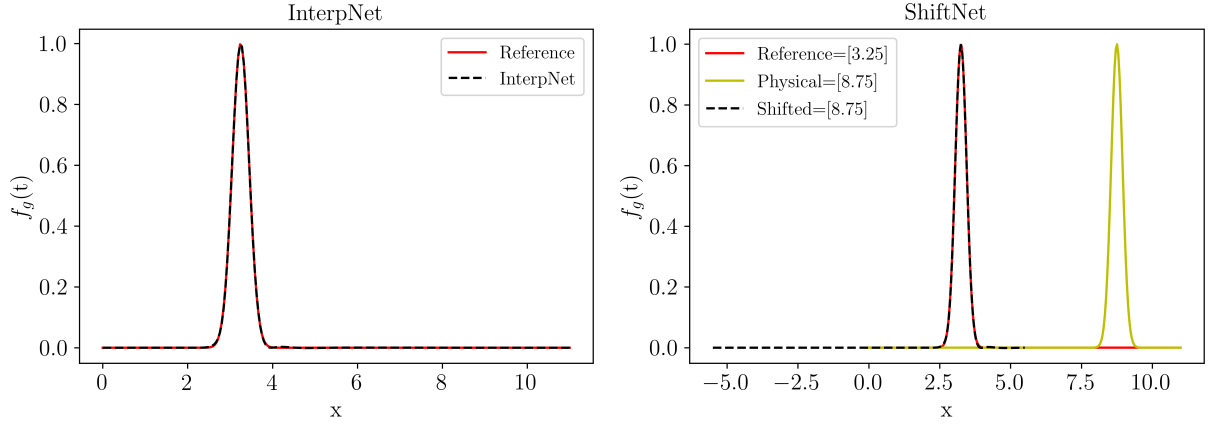 InterpNet
1.0
0.8
0.6
0.4
0.2
0.0
f_g(t)
0 2 4 6 8 10
x
Reference
InterpNet
ShiftNet
1.0
0.8
0.6
0.4
0.2
0.0
f_g(t)
−5.0 −2.5 0.0 2.5 5.0 7.5 10.0
x
Reference=[3.25]
Physical=[8.75]
Shifted=[8.75]